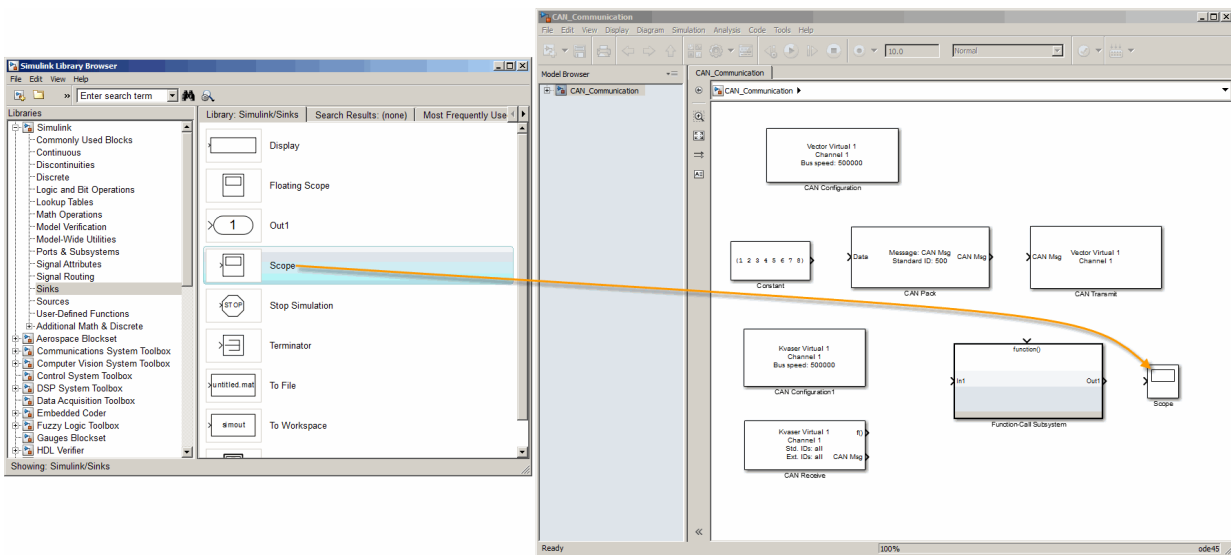 Simulink Library Browser
File Edit View Help
» Enter search term
Libraries
Simulink
Commonly Used Blocks
Continuous
Discontinuities
Discrete
Logic and Bit Operations
Lookup Tables
Math Operations
Model Verification
Model-Wide Utilities
Ports & Subsystems
Signal Attributes
Signal Routing
Sinks
Sources
User-Defined Functions
Additional Math & Discrete
Aerospace Blockset
Communications System Toolbox
Computer Vision System Toolbox
Control System Toolbox
DSP System Toolbox
Data Acquisition Toolbox
Embedded Coder
Fuzzy Logic Toolbox
Gauges Blockset
HDL Verifier
Showing: Simulink/Sinks
Library: Simulink/Sinks Search Results: (none) Most Frequently Use
Display
Floating Scope
1 Out1
Scope
STOP Stop Simulation
Terminator
untitled.mat To File
simout To Workspace
CAN_Communication
File Edit View Display Diagram Simulation Analysis Code Tools Help
10.0 Normal
Model Browser
CAN_Communication
CAN_Communication
CAN_Communication
Vector Virtual 1
Channel 1
Bus speed: 500000
CAN Configuration
(1 2 3 4 5 6 7 8)
Constant
Data Message: CAN Msg CAN Msg
Standard ID: 500
CAN Pack
CAN Msg Vector Virtual 1
Channel 1
CAN Transmit
Kvaser Virtual 1
Channel 1
Bus speed: 500000
CAN Configuration1
function()
In1 Out1
Function-Call Subsystem
Scope
Kvaser Virtual 1 f()
Channel 1
Std. IDs: all
Ext. IDs: all CAN Msg
CAN Receive
Ready 100% ode45